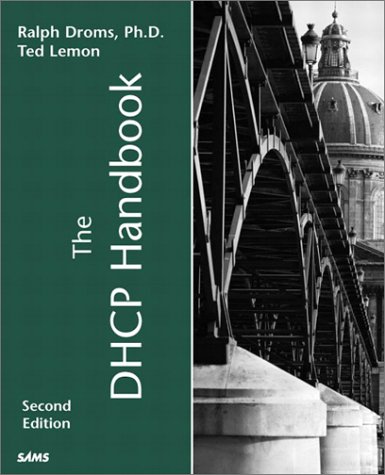 Ralph Droms, Ph.D.
Ted Lemon
The
DHCP Handbook
Second
Edition
SAMS